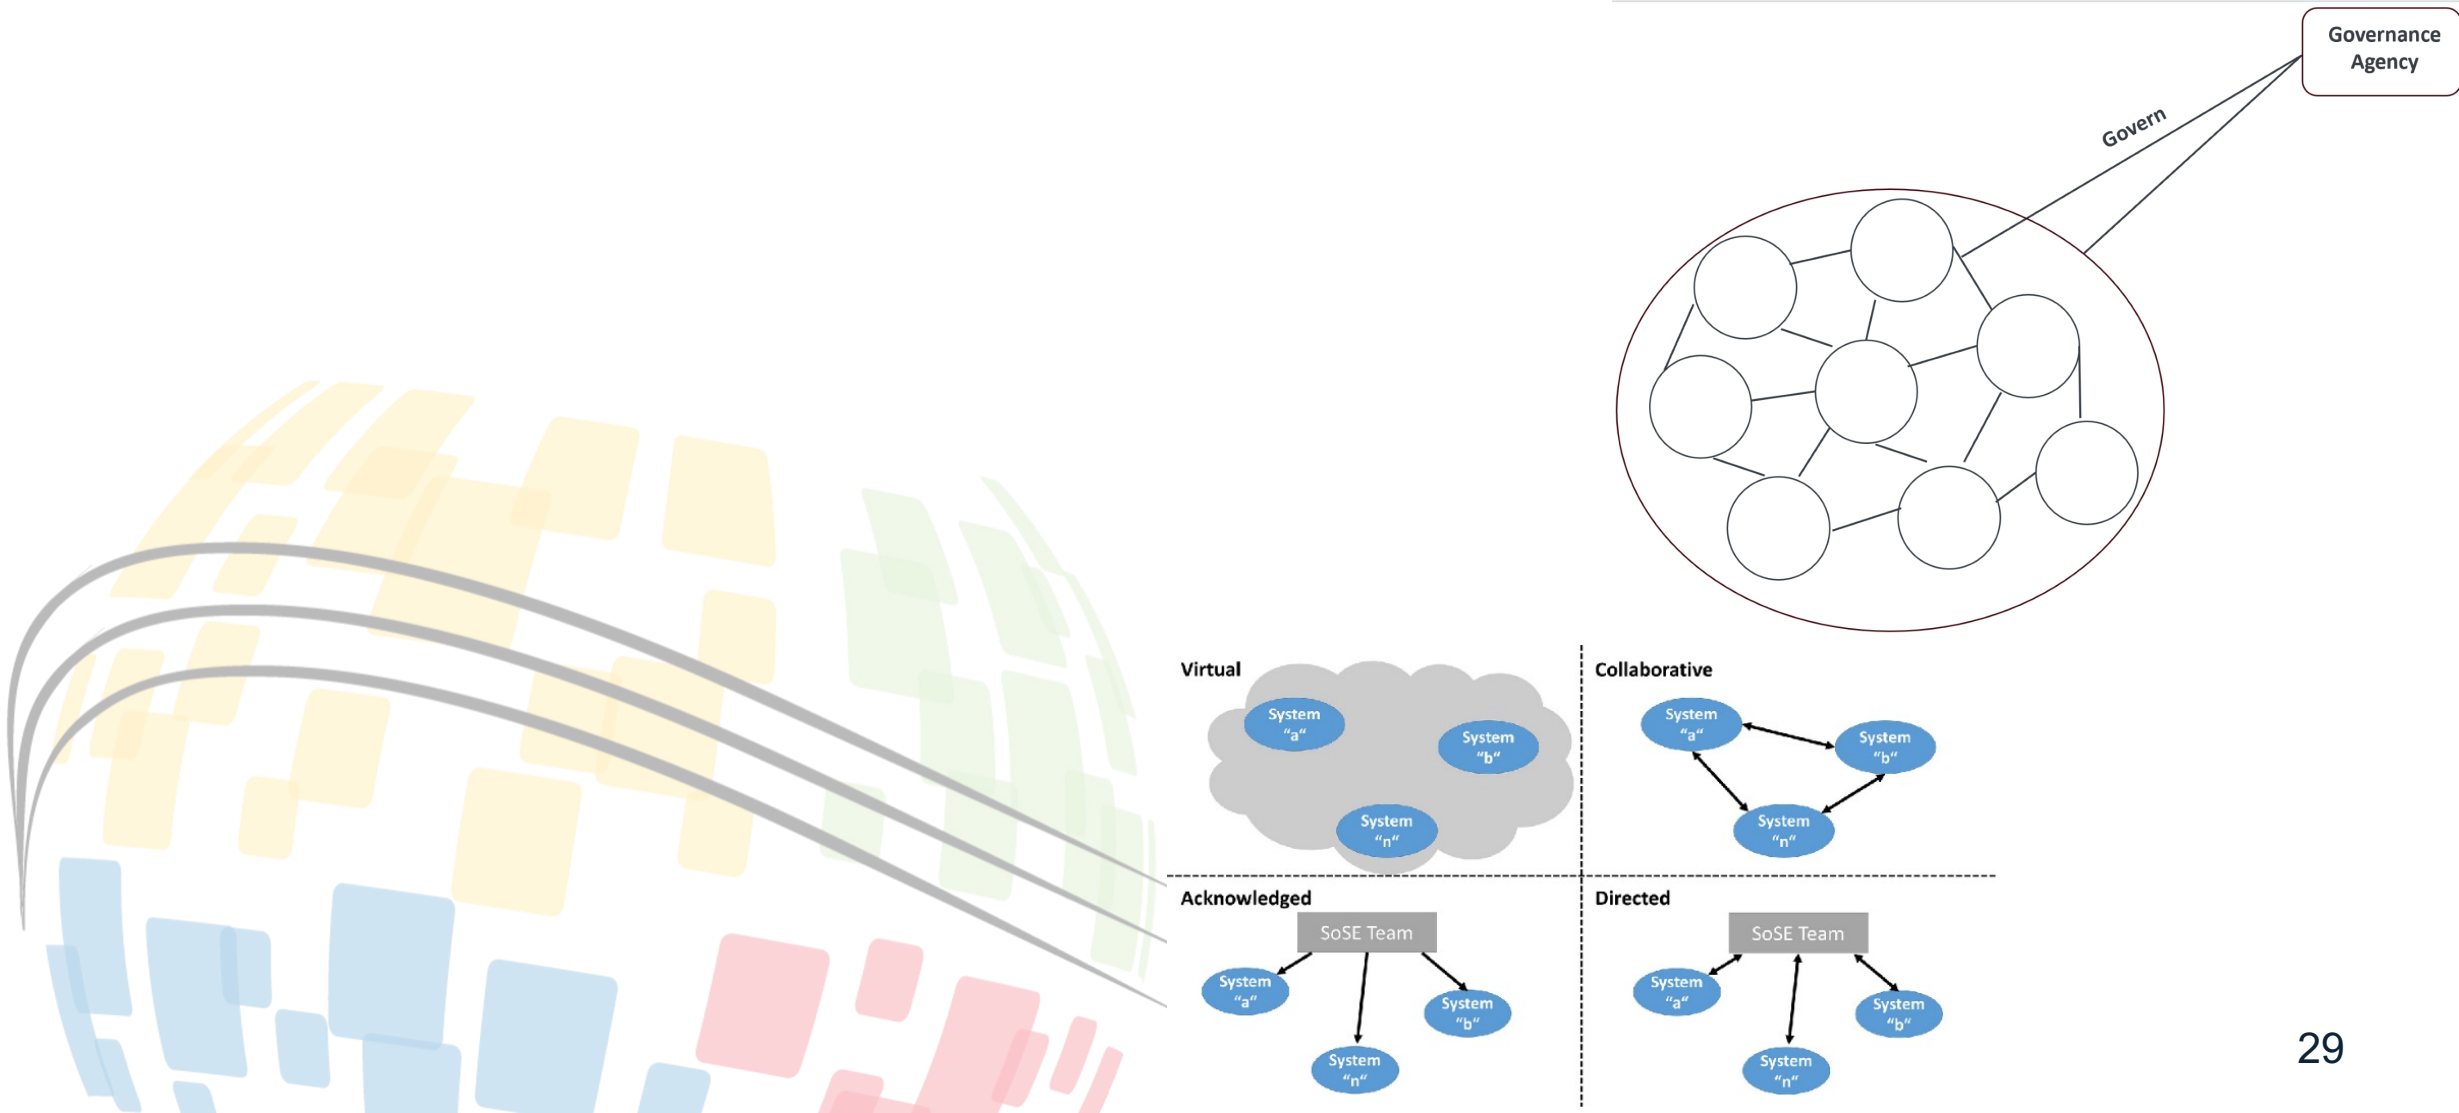 Governance
Agency
Govern
Virtual
System
“a“
System
“b“
System
“n“
Collaborative
System
“a“
System
“b“
System
“n“
Acknowledged
SoSE Team
System
“a“
System
“b“
System
“n“
Directed
SoSE Team
System
“a“
System
“b“
System
“n“
29